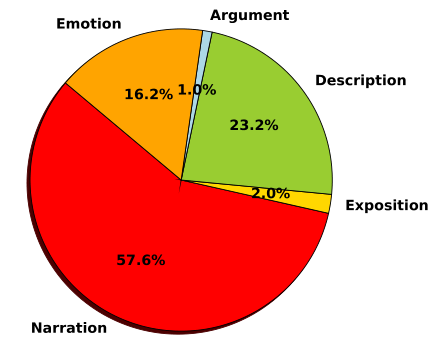 Argument
Emotion
Description
16.2%
1.0%
23.2%
2.0%
Exposition
57.6%
Narration